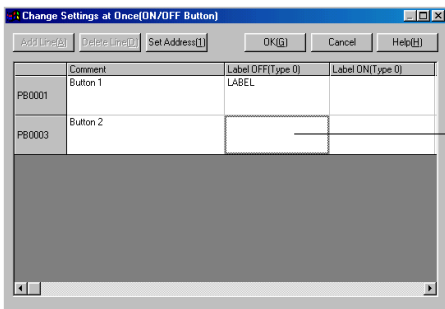 Change Settings at Once(ON/OFF Button)
Add Line(A) Delete Line(D) Set Address(1) OK(G) Cancel Help(H)
Comment Label OFF(Type 0) Label ON(Type 0)
PB0001 Button 1 LABEL
PB0003 Button 2